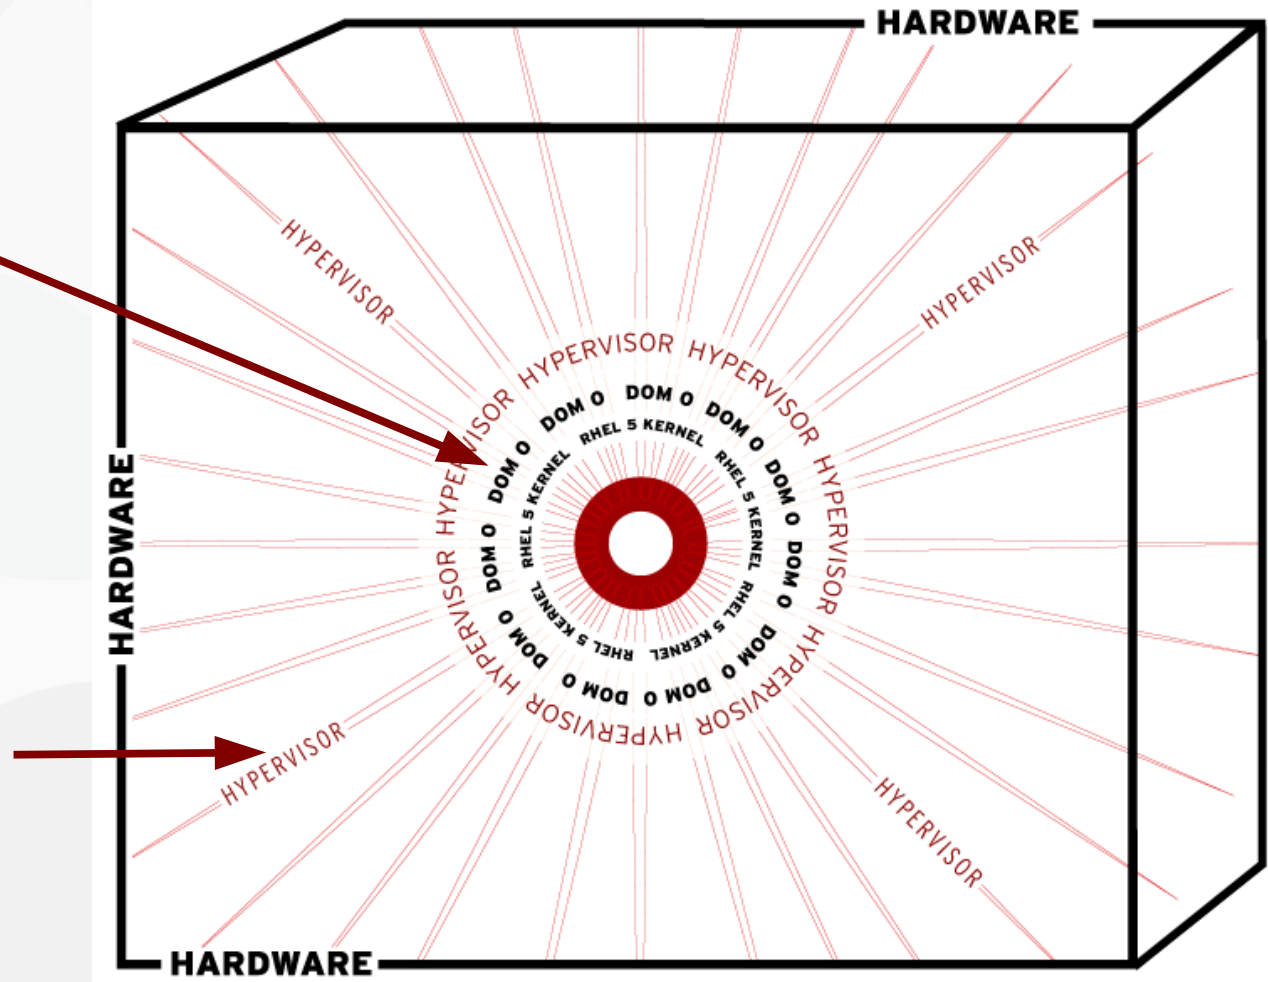 HARDWARE
HYPERVISOR
HYPERVISOR
HYPERVISOR HYPERVISOR HYPERVISOR HYPERVISOR HYPERVISOR HYPERVISOR HYPERVISOR
DOM 0 DOM 0 DOM 0 DOM 0 DOM 0 DOM 0 DOM 0 DOM 0 DOM 0 DOM 0 DOM 0
RHEL 5 KERNEL RHEL 5 KERNEL RHEL 5 KERNEL RHEL 5 KERNEL RHEL 5 KERNEL
HARDWARE
HYPERVISOR
HYPERVISOR
HARDWARE